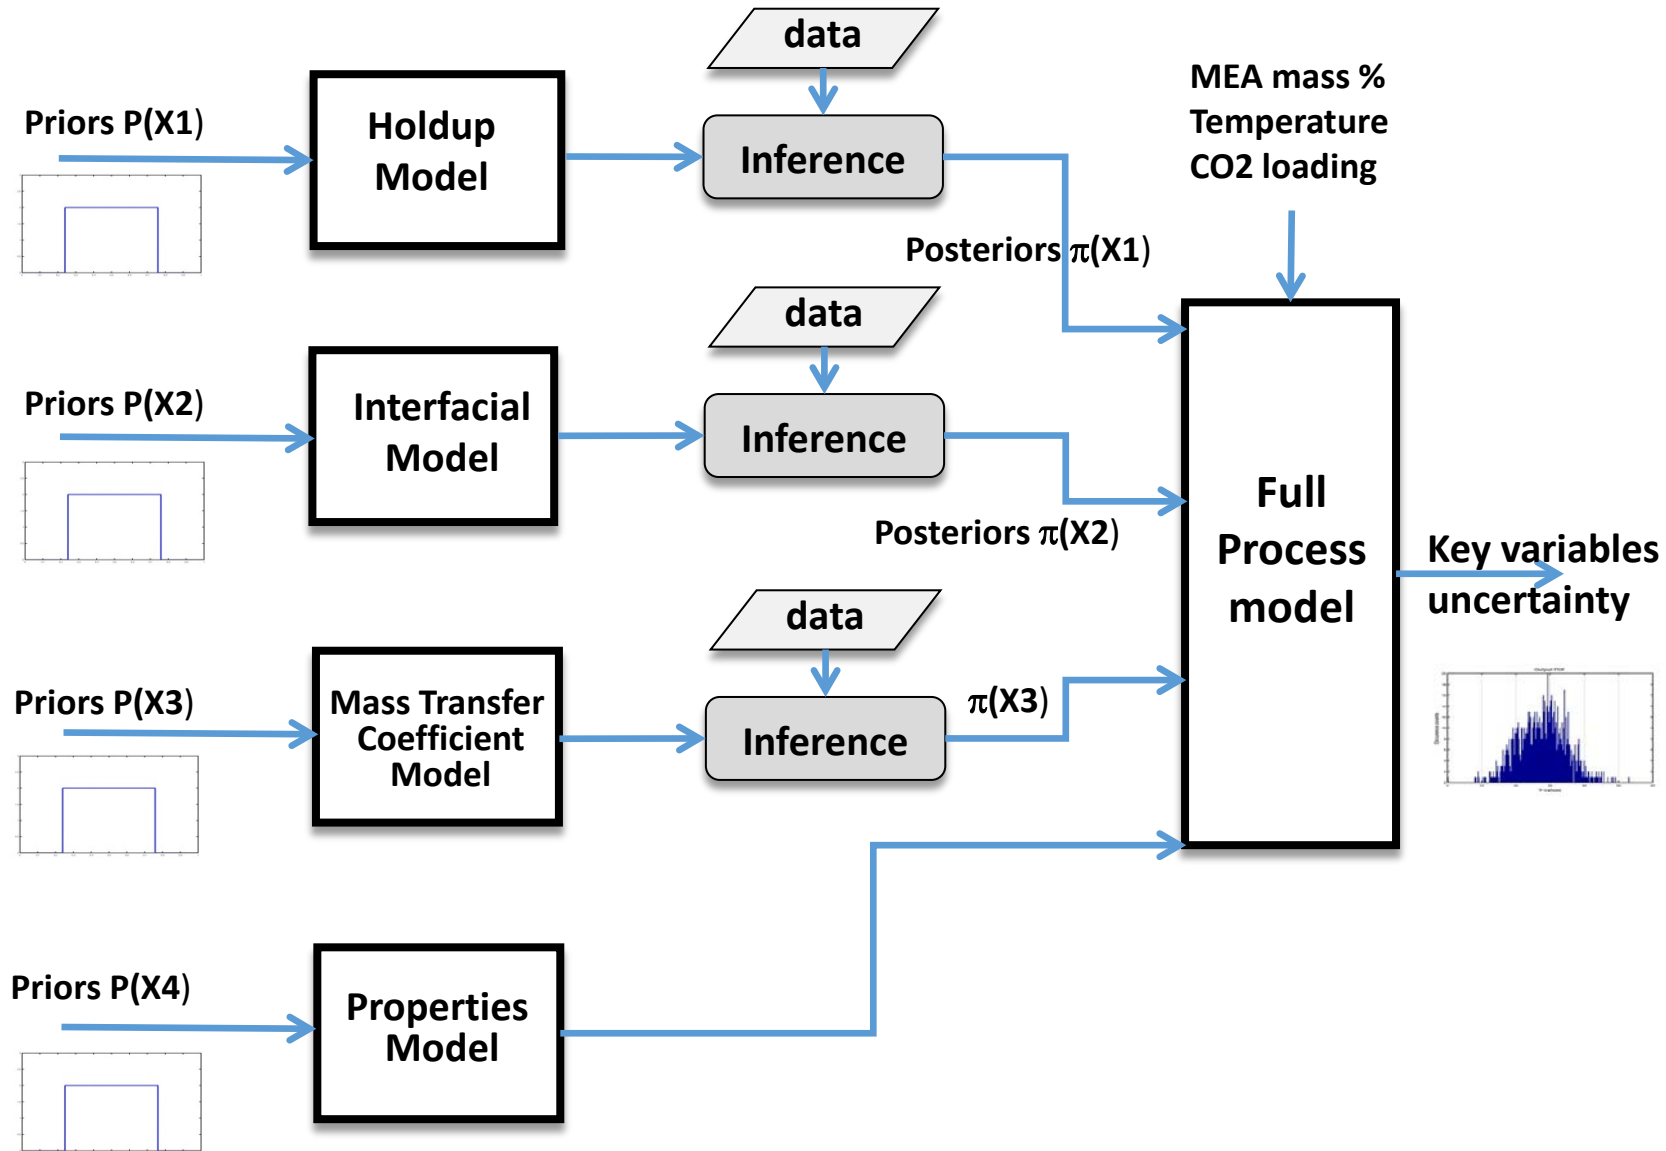 data
MEA mass %
Temperature
CO2 loading
Priors P(X1)
Holdup
Model
Inference
Posteriors π(X1)
data
Priors P(X2)
Interfacial
Model
Inference
Posteriors π(X2)
Full
Process
model
Key variables
uncertainty
data
Priors P(X3)
Mass Transfer
Coefficient
Model
Inference
π(X3)
Priors P(X4)
Properties
Model